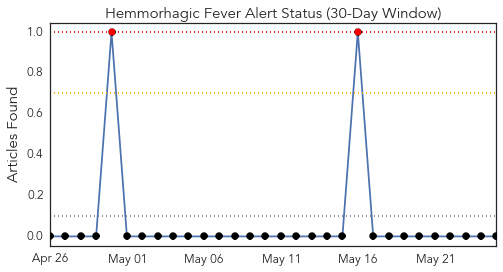 Hemmorhagic Fever Alert Status (30-Day Window)
Articles Found
1.0
0.8
0.6
0.4
0.2
0.0
Apr 26 May 01 May 06 May 11 May 16 May 21